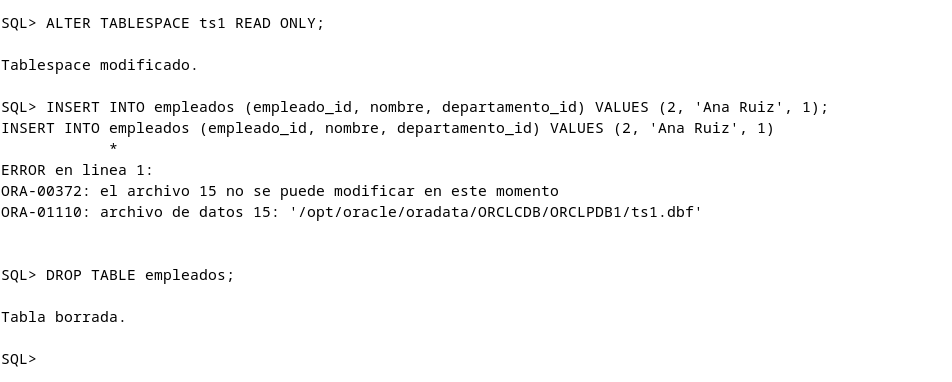 SQL> ALTER TABLESPACE ts1 READ ONLY;
Tablespace modificado.
SQL> INSERT INTO empleados (empleado_id, nombre, departamento_id) VALUES (2, 'Ana Ruiz', 1);
INSERT INTO empleados (empleado_id, nombre, departamento_id) VALUES (2, 'Ana Ruiz', 1)
*
ERROR en linea 1:
ORA-00372: el archivo 15 no se puede modificar en este momento
ORA-01110: archivo de datos 15: '/opt/oracle/oradata/ORCLCDB/ORCLPDB1/ts1.dbf'
SQL> DROP TABLE empleados;
Tabla borrada.
SQL>